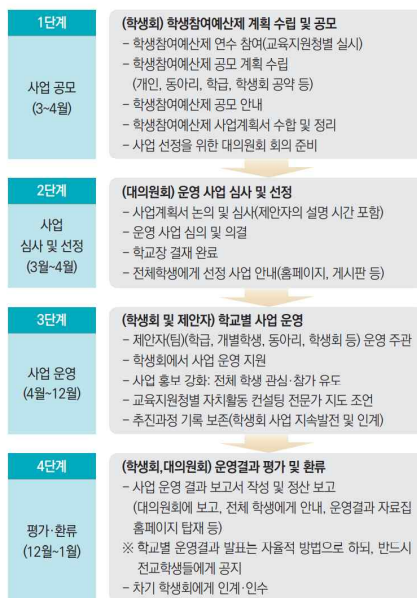 1단계
사업 공모
(3~4월)
(학생회) 학생참여예산제 계획 수립 및 공모
– 학생참여예산제 연수 참여(교육지원청별 실시)
– 학생참여예산제 공모 계획 수립
(개인, 동아리, 학급, 학생회 공약 등)
– 학생참여예산제 공모 안내
– 학생참여예산제 사업계획서 수합 및 정리
– 사업 선정을 위한 대의원회 회의 준비
2단계
사업
심사 및 선정
(3월~4월)
(대의원회) 운영 사업 심사 및 선정
– 사업계획서 논의 및 심사(제안자의 설명 시간 포함)
– 운영 사업 심의 및 의결
– 학교장 결재 완료
– 전체학생에게 선정 사업 안내(홈페이지, 게시판 등)
3단계
사업 운영
(4월~12월)
(학생회 및 제안자) 학교별 사업 운영
– 제안자(팀)(학급, 개별학생, 동아리, 학생회 등) 운영 주관
– 학생회에서 사업 운영 지원
– 사업 홍보 강화: 전체 학생 관심·참가 유도
– 교육지원청별 자치활동 컨설팅 전문가 지도 조언
– 추진과정 기록 보존(학생회 사업 지속발전 및 인계)
4단계
평가·환류
(12월~1월)
(학생회,대의원회) 운영결과 평가 및 환류
– 사업 운영 결과 보고서 작성 및 정산 보고
(대의원회에 보고, 전체 학생에게 안내, 운영결과 자료집
홈페이지 탑재 등)
※ 학교별 운영결과 발표는 자율적 방법으로 하되, 반드시
전교학생들에게 공지
– 차기 학생회에게 인계·인수